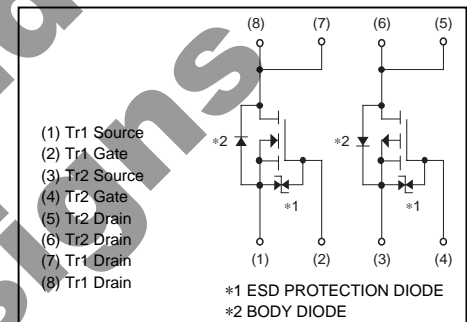 (8) (7) (6) (5)
(1) Tr1 Source
(2) Tr1 Gate
(3) Tr2 Source
(4) Tr2 Gate
(5) Tr2 Drain
(6) Tr2 Drain
(7) Tr1 Drain
(8) Tr1 Drain
∗2 ∗2
∗1 ∗1
(1) (2) (3) (4)
∗1 ESD PROTECTION DIODE
∗2 BODY DIODE
signs